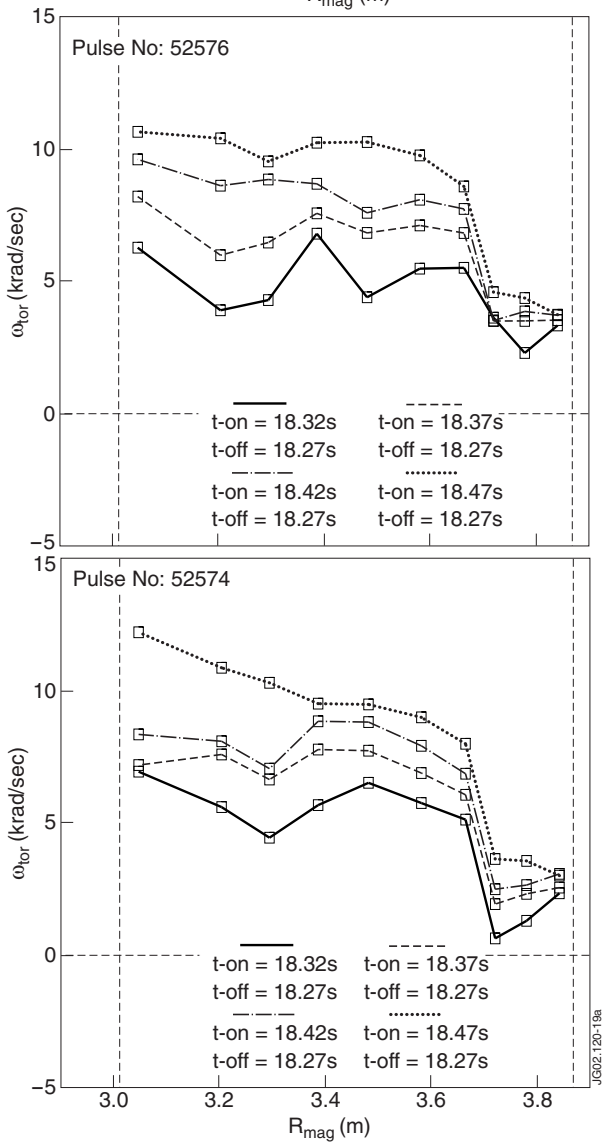 R_mag (m)
15
Pulse No: 52576
10
5
0
−5
ω_tor (krad/sec)
t-on = 18.32s
t-off = 18.27s
t-on = 18.37s
t-off = 18.27s
t-on = 18.42s
t-off = 18.27s
t-on = 18.47s
t-off = 18.27s
15
Pulse No: 52574
10
5
0
−5
ω_tor (krad/sec)
t-on = 18.32s
t-off = 18.27s
t-on = 18.37s
t-off = 18.27s
t-on = 18.42s
t-off = 18.27s
t-on = 18.47s
t-off = 18.27s
3.0 3.2 3.4 3.6 3.8
R_mag (m)
JG02.120-19a